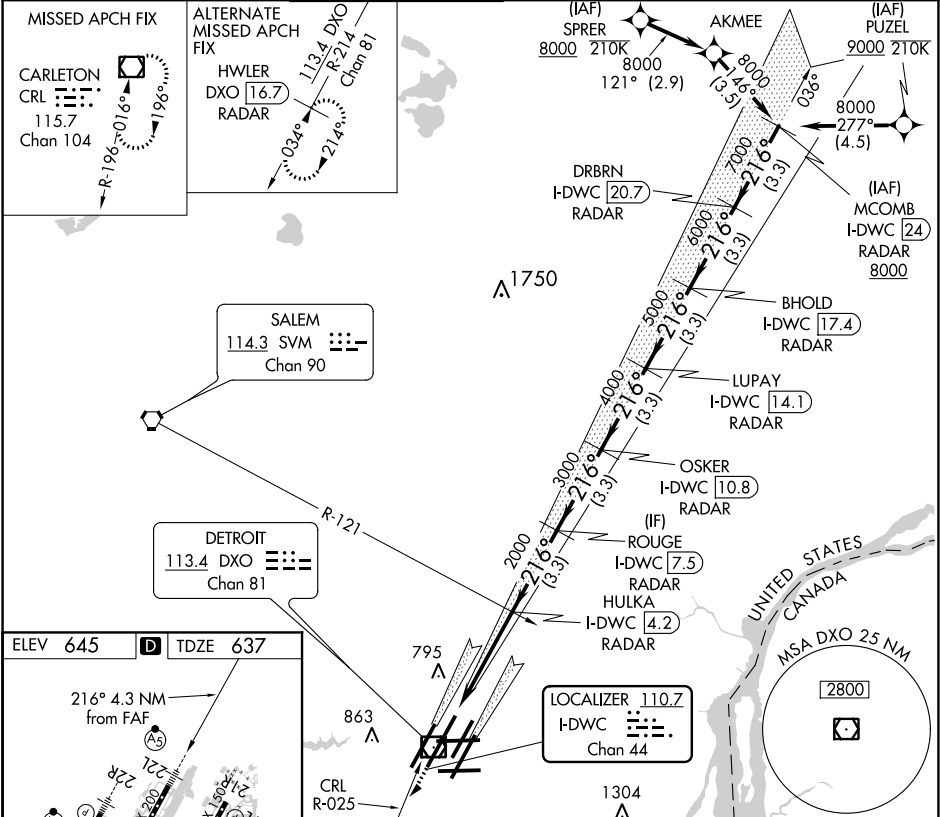 MISSED APCH FIX
CARLETON
CRL
115.7
Chan 104
016°
196°
R-196
ALTERNATE
MISSED APCH
FIX
HWLER
DXO 16.7
RADAR
113.4 DXO
R-214
Chan 81
034°
214°
(IAF)
SPRER
8000 210K
8000
121° (2.9)
AKMEE
8000
146°
(3.5)
036°
(IAF)
PUZEL
9000 210K
8000
277°
(4.5)
(IAF)
MCOMB
I-DWC 24
RADAR
8000
7000
216°
(3.3)
DRBRN
I-DWC 20.7
RADAR
6000
216°
(3.3)
BHOLD
I-DWC 17.4
RADAR
5000
216°
(3.3)
LUPAY
I-DWC 14.1
RADAR
4000
216°
(3.3)
OSKER
I-DWC 10.8
RADAR
3000
216°
(3.3)
(IF)
ROUGE
I-DWC 7.5
RADAR
2000
216°
(3.3)
HULKA
I-DWC 4.2
RADAR
1750
SALEM
114.3 SVM
Chan 90
R-121
DETROIT
113.4 DXO
Chan 81
UNITED STATES
CANADA
MSA DXO 25 NM
2800
795
863
1304
LOCALIZER 110.7
I-DWC
Chan 44
CRL
R-025
ELEV 645
D
TDZE 637
216° 4.3 NM
from FAF
A5
22R
22L
21R
X 200
X 150